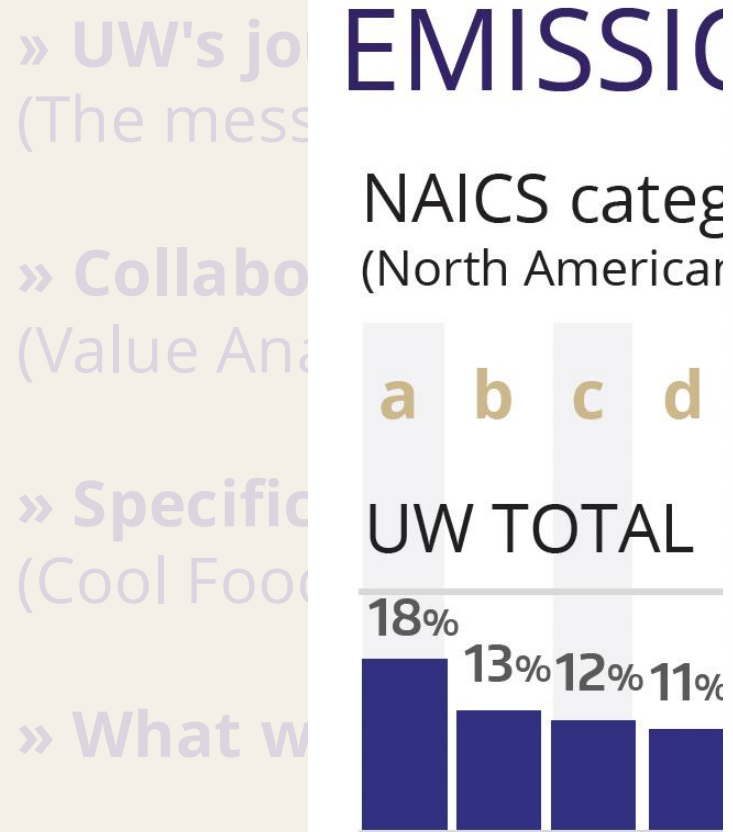 » UW's jo
(The mess
» Collabo
(Value Ana
» Specific
(Cool Food
» What w
EMISSIO
NAICS categ
(North American
a b c d
UW TOTAL
18% 13% 12% 11%